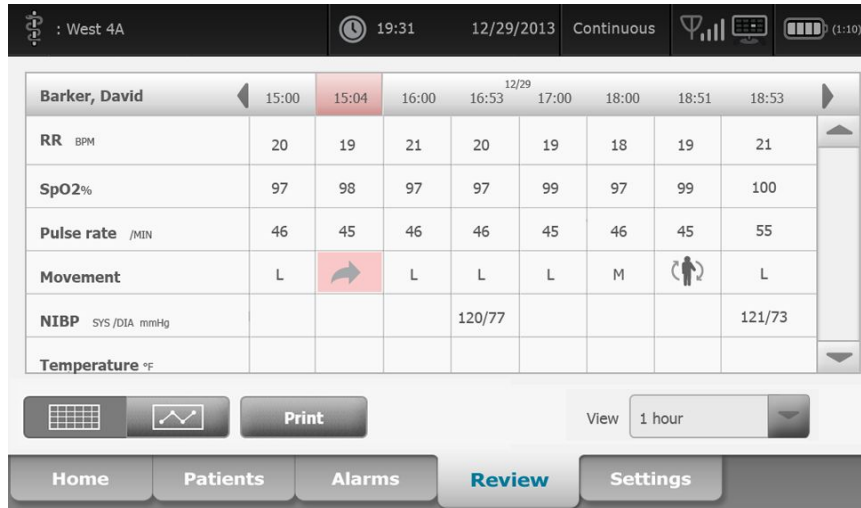 : West 4A 19:31 12/29/2013 Continuous (1:10)
12/29
Barker, David 15:00 15:04 16:00 16:53 17:00 18:00 18:51 18:53
RR BPM 20 19 21 20 19 18 19 21
SpO2% 97 98 97 97 99 97 99 100
Pulse rate /MIN 46 45 46 46 45 46 45 55
Movement L L L L M L
NIBP SYS /DIA mmHg 120/77 121/73
Temperature °F
Print View 1 hour
Home Patients Alarms Review Settings